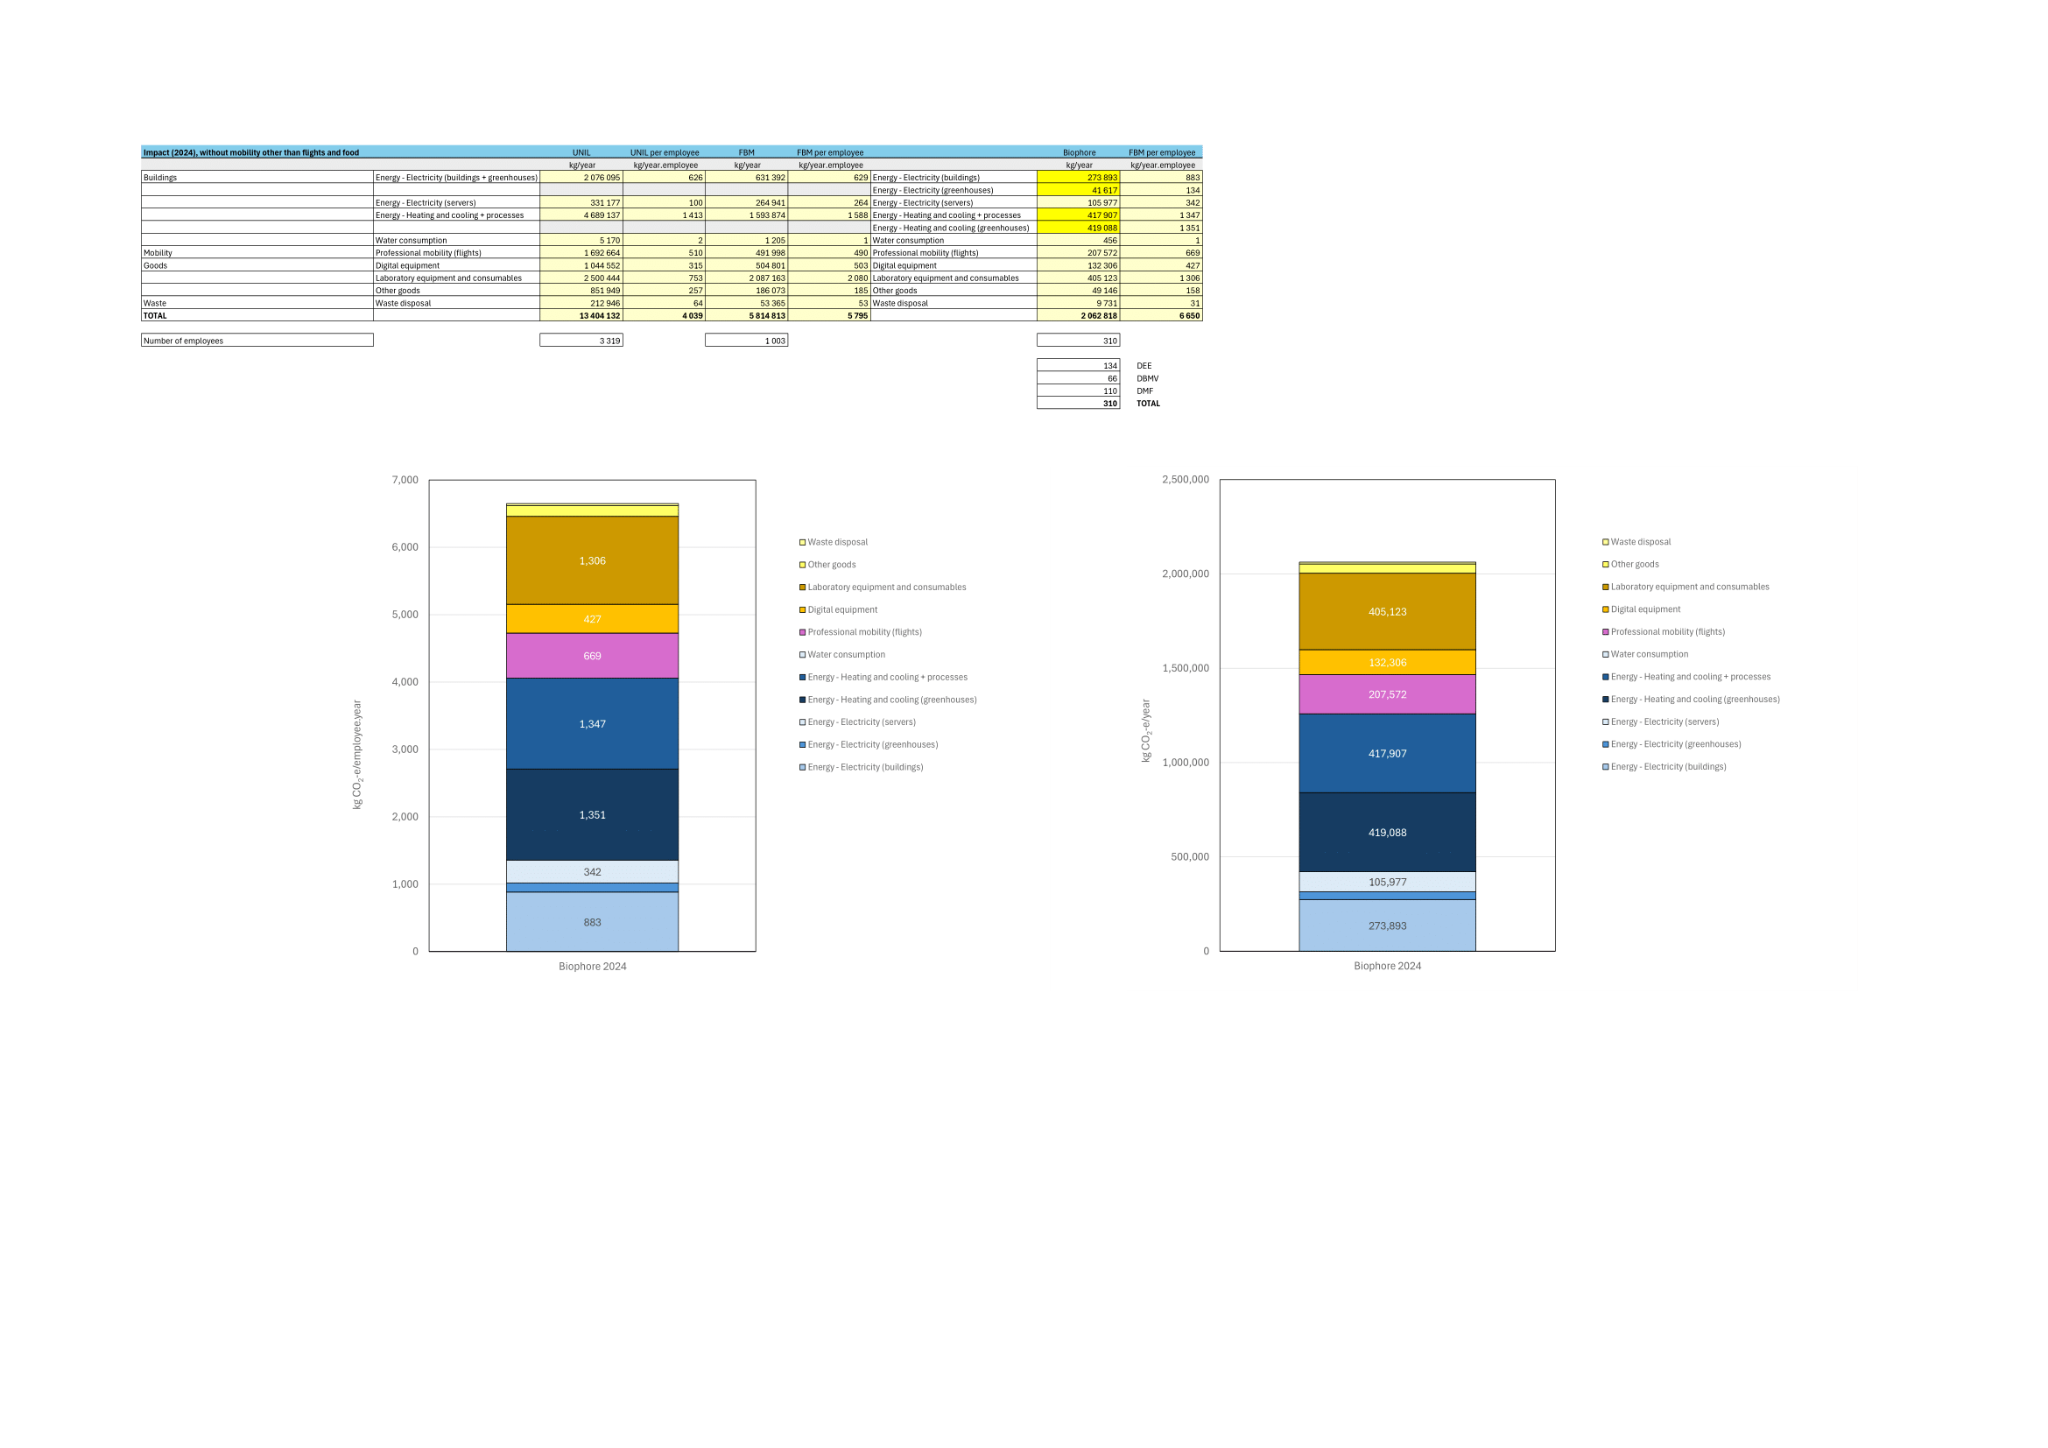 Impact (2024), without mobility other than flights and food UNIL UNIL per employee FBM FBM per employee Biophore FBM per employee
kg/year kg/year.employee kg/year kg/year.employee kg/year kg/year.employee
Buildings Energy - Electricity (buildings + greenhouses) 2 076 095 626 631 392 629 Energy - Electricity (buildings) 273 893 883
Energy - Electricity (greenhouses) 41 617 134
Energy - Electricity (servers) 331 177 100 264 941 264 Energy - Electricity (servers) 105 977 342
Energy - Heating and cooling + processes 4 689 137 1 413 1 593 874 1 588 Energy - Heating and cooling + processes 417 907 1 347
Energy - Heating and cooling (greenhouses) 419 088 1 351
Water consumption 5 170 2 1 205 1 Water consumption 456 1
Mobility Professional mobility (flights) 1 692 664 510 491 998 490 Professional mobility (flights) 207 572 669
Goods Digital equipment 1 044 552 315 504 801 503 Digital equipment 132 306 427
Laboratory equipment and consumables 2 500 444 753 2 087 163 2 080 Laboratory equipment and consumables 405 123 1 306
Other goods 851 949 257 186 073 185 Other goods 49 146 158
Waste Waste disposal 212 946 64 53 365 53 Waste disposal 9 731 31
TOTAL 13 404 132 4 039 5 814 813 5 795 2 062 818 6 650
Number of employees 3 319 1 003 310
134 DEE
66 DBMV
110 DMF
310 TOTAL
7,000
6,000
5,000
4,000
3,000
2,000
1,000
0
kg CO2-e/employee.year
1,306
427
669
1,347
1,351
342
883
Biophore 2024
Waste disposal
Other goods
Laboratory equipment and consumables
Digital equipment
Professional mobility (flights)
Water consumption
Energy - Heating and cooling + processes
Energy - Heating and cooling (greenhouses)
Energy - Electricity (servers)
Energy - Electricity (greenhouses)
Energy - Electricity (buildings)
2,500,000
2,000,000
1,500,000
1,000,000
500,000
0
kg CO2-e/year
405,123
132,306
207,572
417,907
419,088
105,977
273,893
Biophore 2024
Waste disposal
Other goods
Laboratory equipment and consumables
Digital equipment
Professional mobility (flights)
Water consumption
Energy - Heating and cooling + processes
Energy - Heating and cooling (greenhouses)
Energy - Electricity (servers)
Energy - Electricity (greenhouses)
Energy - Electricity (buildings)